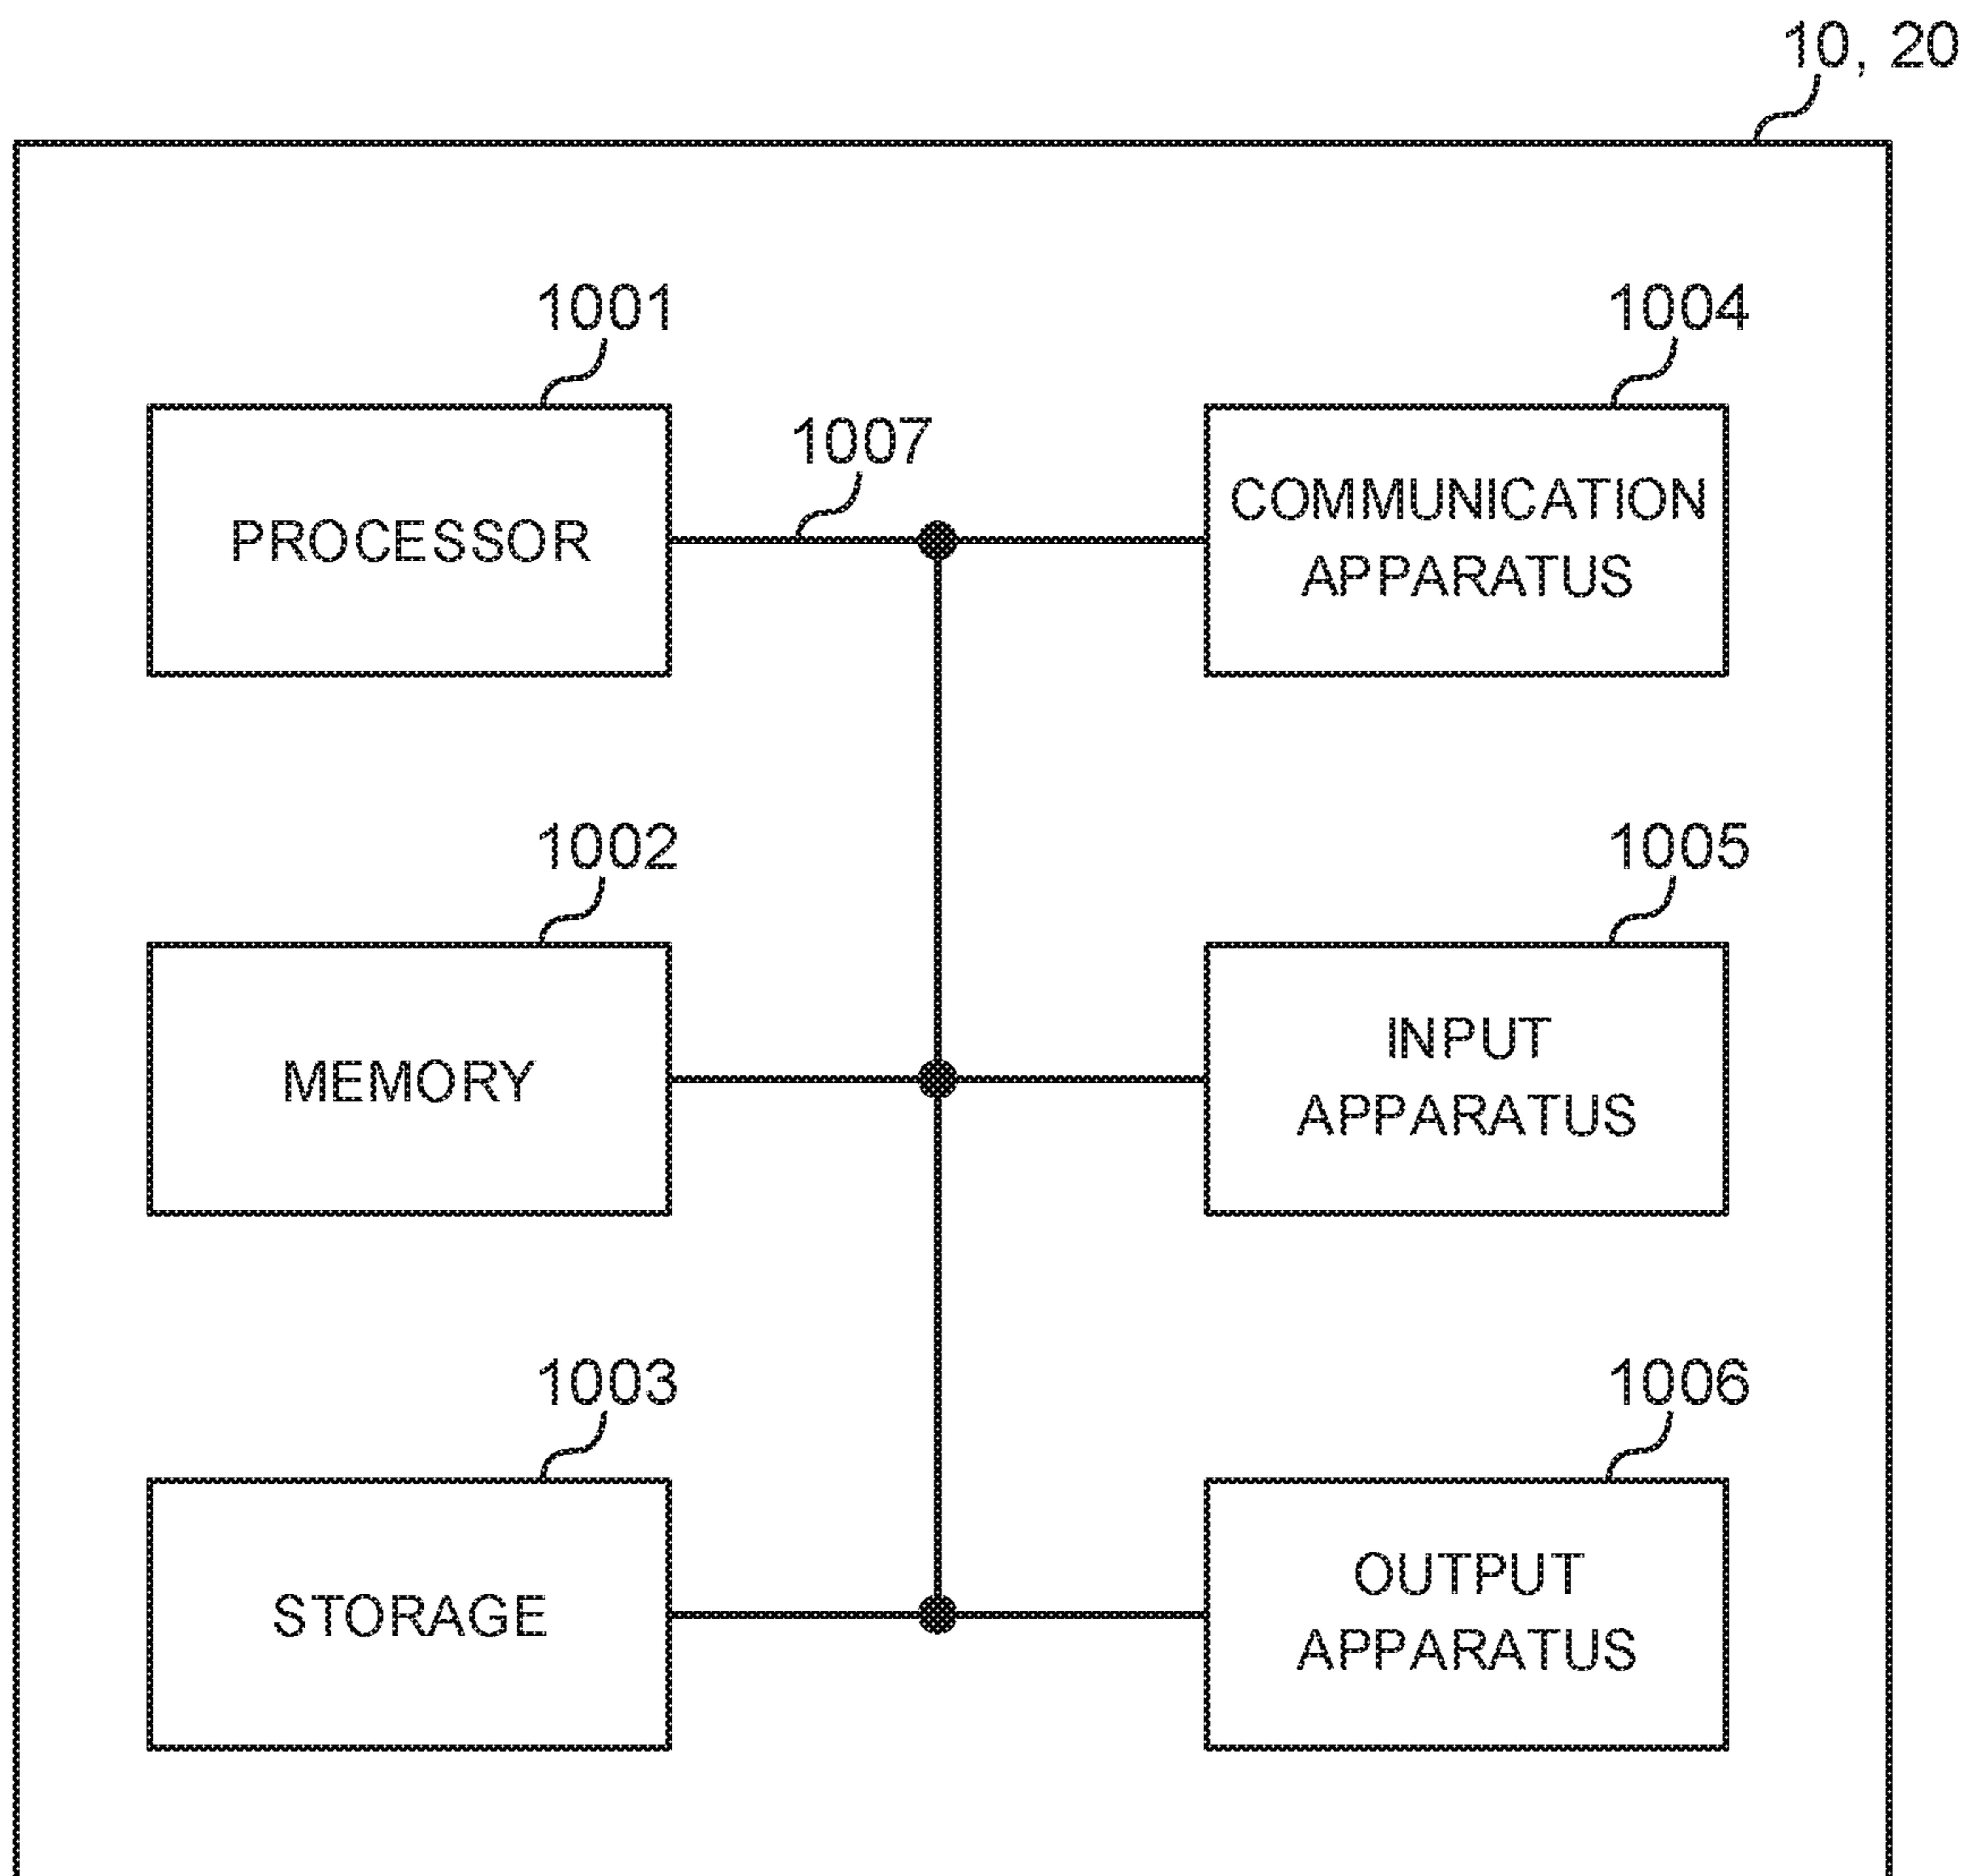 10, 20
1001
1004
1007
PROCESSOR
COMMUNICATION
APPARATUS
1002
1005
MEMORY
INPUT
APPARATUS
1003
1006
STORAGE
OUTPUT
APPARATUS